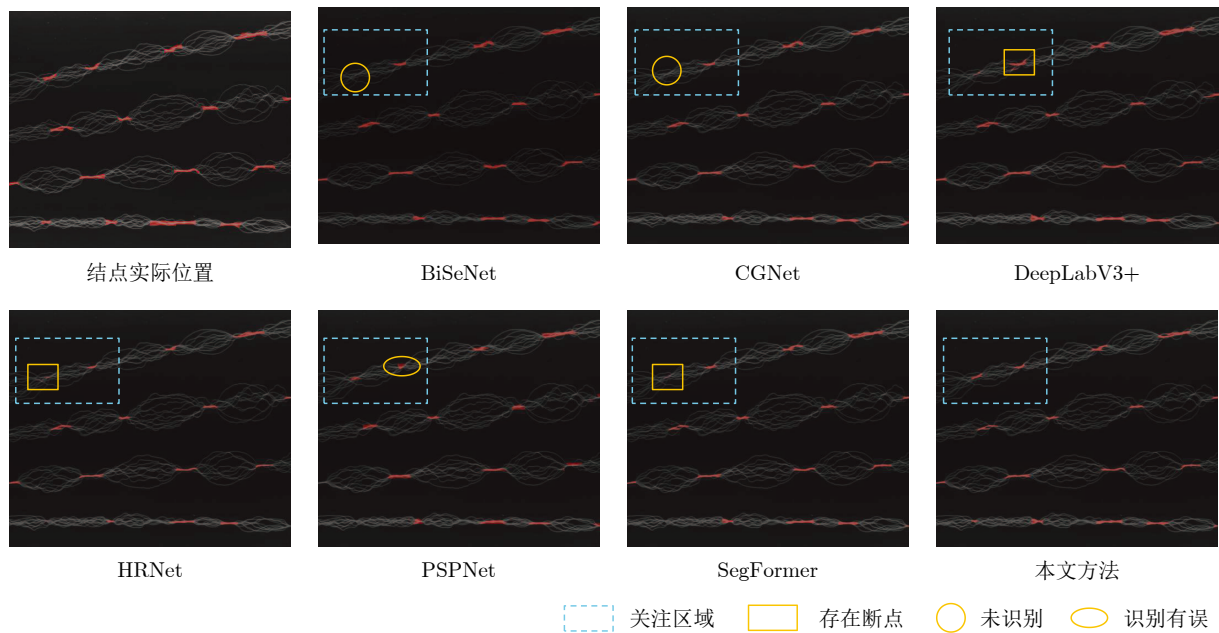 结点实际位置
BiSeNet
CGNet
DeepLabV3+
HRNet
PSPNet
SegFormer
本文方法
关注区域
存在断点
未识别
识别有误